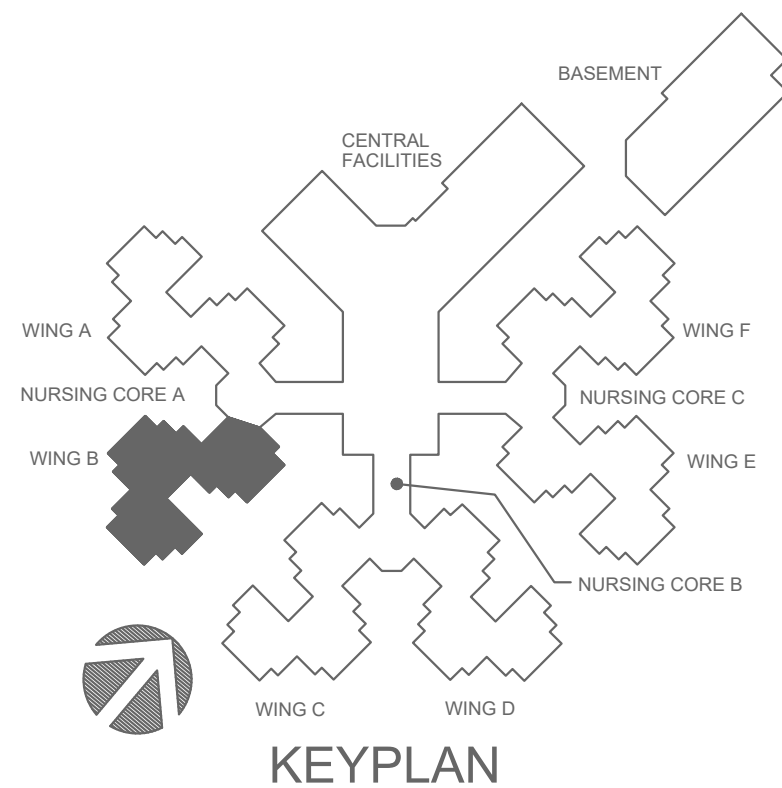 BASEMENT
CENTRAL
FACILITIES
WING A
WING F
NURSING CORE A
NURSING CORE C
WING B
WING E
NURSING CORE B
WING C
WING D
KEYPLAN